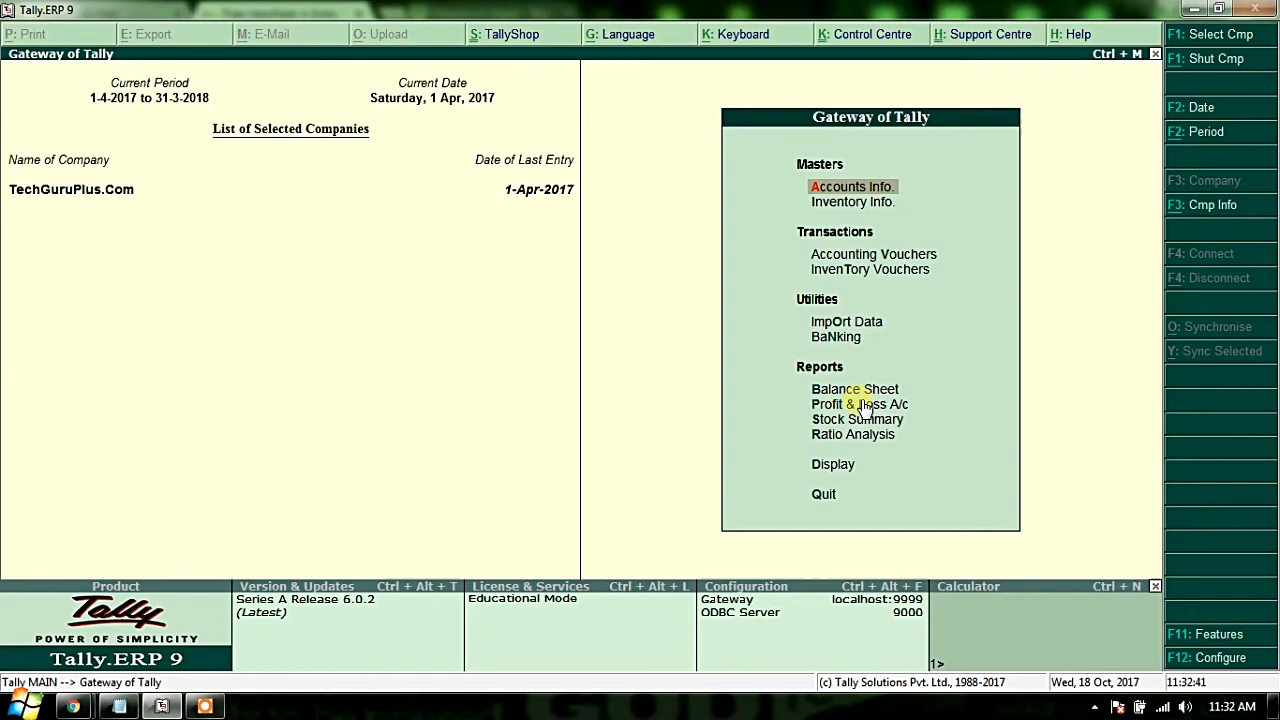 Tally.ERP 9
P: Print
E: Export
M: E-Mail
O: Upload
S: TallyShop
G: Language
K: Keyboard
K: Control Centre
H: Support Centre
H: Help
F1: Select Cmp
Gateway of Tally
Ctrl + M
F1: Shut Cmp
Current Period
1-4-2017 to 31-3-2018
Current Date
Saturday, 1 Apr, 2017
List of Selected Companies
Name of Company
Date of Last Entry
TechGuruPlus.Com
1-Apr-2017
Gateway of Tally
Masters
Accounts Info.
Inventory Info.
Transactions
Accounting Vouchers
InvenTory Vouchers
Utilities
ImpOrt Data
BaNking
Reports
Balance Sheet
Profit & Loss A/c
Stock Summary
Ratio Analysis
Display
Quit
F2: Date
F2: Period
F3: Company
F3: Cmp Info
F4: Connect
F4: Disconnect
O: Synchronise
Y: Sync Selected
F11: Features
F12: Configure
Product
Tally
POWER OF SIMPLICITY
Tally.ERP 9
Version & Updates Ctrl + Alt + T
Series A Release 6.0.2
(Latest)
License & Services Ctrl + Alt + L
Educational Mode
Configuration Ctrl + Alt + F
Gateway localhost:9999
ODBC Server 9000
Calculator Ctrl + N
1>
Tally MAIN --> Gateway of Tally
(c) Tally Solutions Pvt. Ltd., 1988-2017
Wed, 18 Oct, 2017
11:32:41
11:32 AM